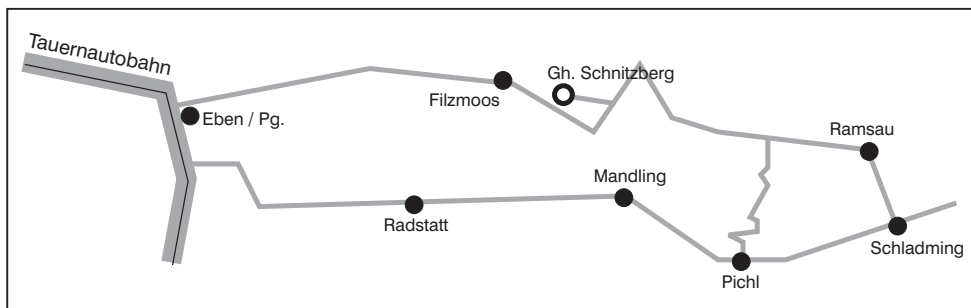 Tauernautobahn
Gh. Schnitzberg
Filzmoos
Eben / Pg.
Ramsau
Mandling
Radstatt
Schladming
Pichl